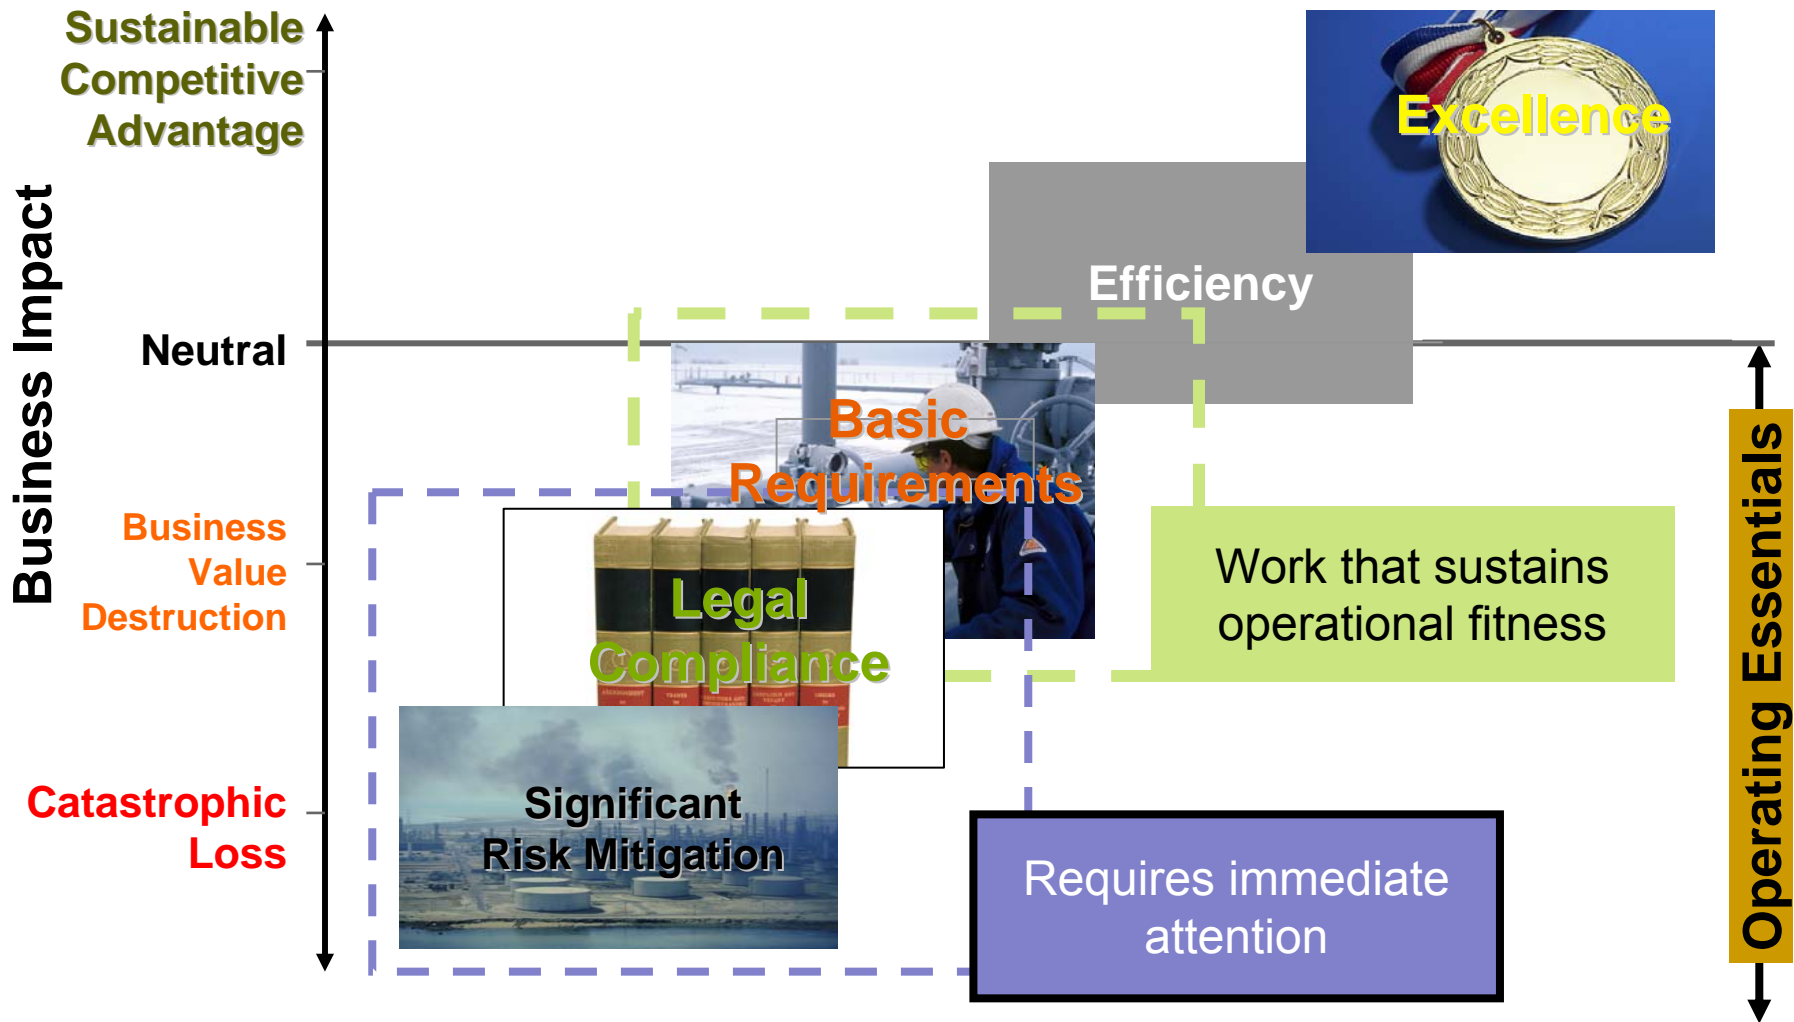 Sustainable
Competitive
Advantage
Business Impact
Neutral
Business
Value
Destruction
Catastrophic
Loss
Excellence
Efficiency
Basic
Requirements
Legal
Compliance
Significant
Risk Mitigation
Work that sustains
operational fitness
Requires immediate
attention
Operating Essentials